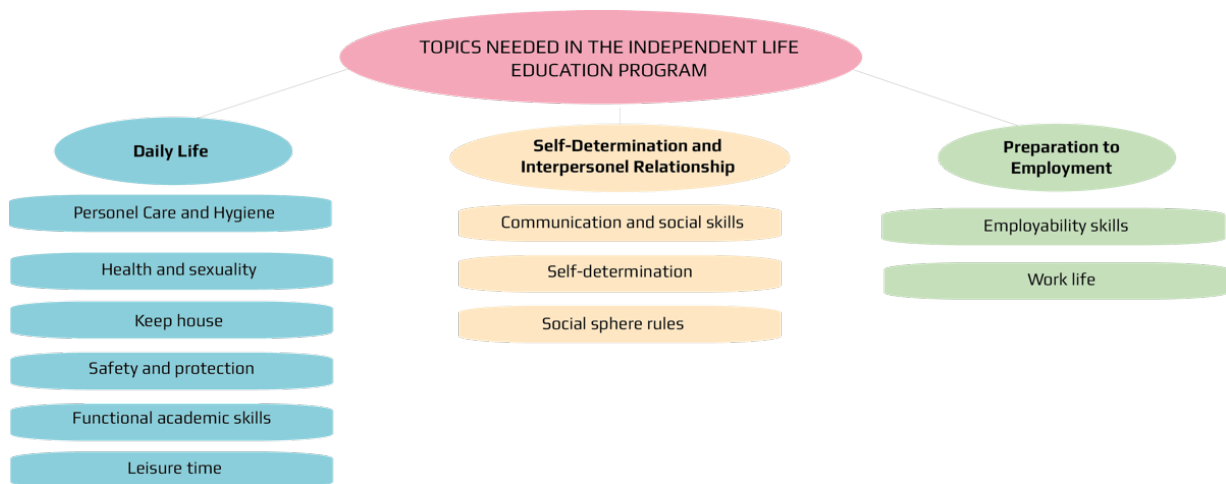 TOPICS NEEDED IN THE INDEPENDENT LIFE
EDUCATION PROGRAM
Daily Life
Personel Care and Hygiene
Health and sexuality
Keep house
Safety and protection
Functional academic skills
Leisure time
Self-Determination and
Interpersonel Relationship
Communication and social skills
Self-determination
Social sphere rules
Preparation to
Employment
Employability skills
Work life